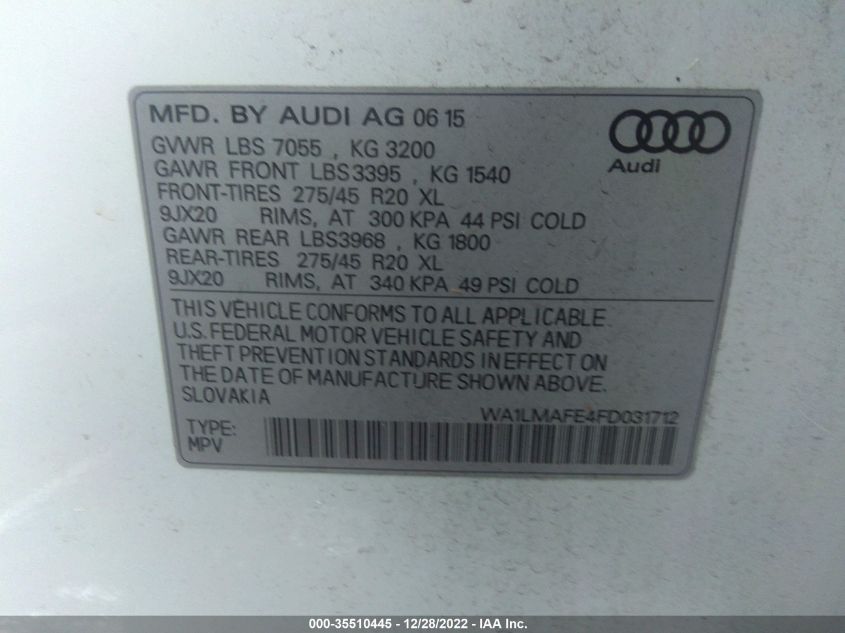 MFD. BY AUDI AG 06 15
Audi
GVWR LBS 7055 , KG 3200
GAWR FRONT LBS3395 , KG 1540
FRONT-TIRES 275/45 R20 XL
9JX20 RIMS, AT 300 KPA 44 PSI COLD
GAWR REAR LBS3968 , KG 1800
REAR-TIRES 275/45 R20 XL
9JX20 RIMS, AT 340 KPA 49 PSI COLD
THIS VEHICLE CONFORMS TO ALL APPLICABLE
U.S. FEDERAL MOTOR VEHICLE SAFETY AND
THEFT PREVENTION STANDARDS IN EFFECT ON
THE DATE OF MANUFACTURE SHOWN ABOVE.
SLOVAKIA
WA1LMAFE4FD031712
TYPE:
MPV
000-35510445 - 12/28/2022 - IAA Inc.